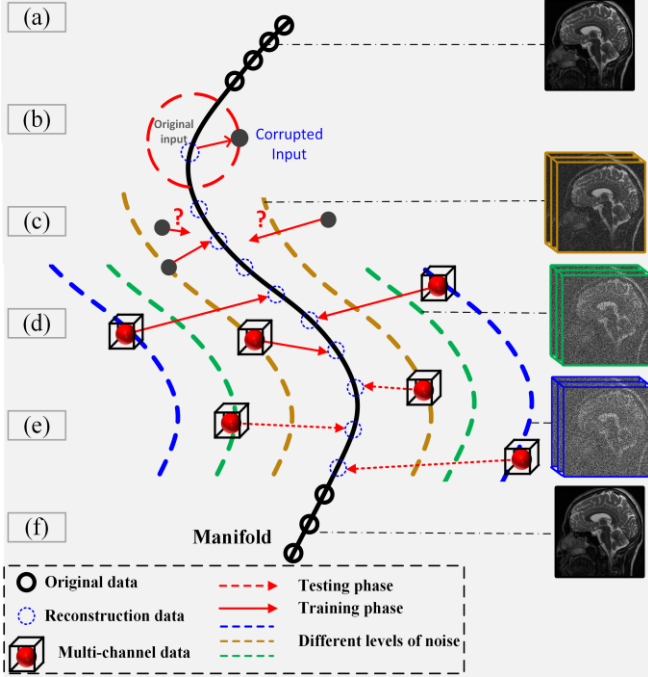 (a)
(b)
Original
input
Corrupted
Input
(c)
?
?
(d)
(e)
(f)
Manifold
Original data
Testing phase
Reconstruction data
Training phase
Multi-channel data
Different levels of noise